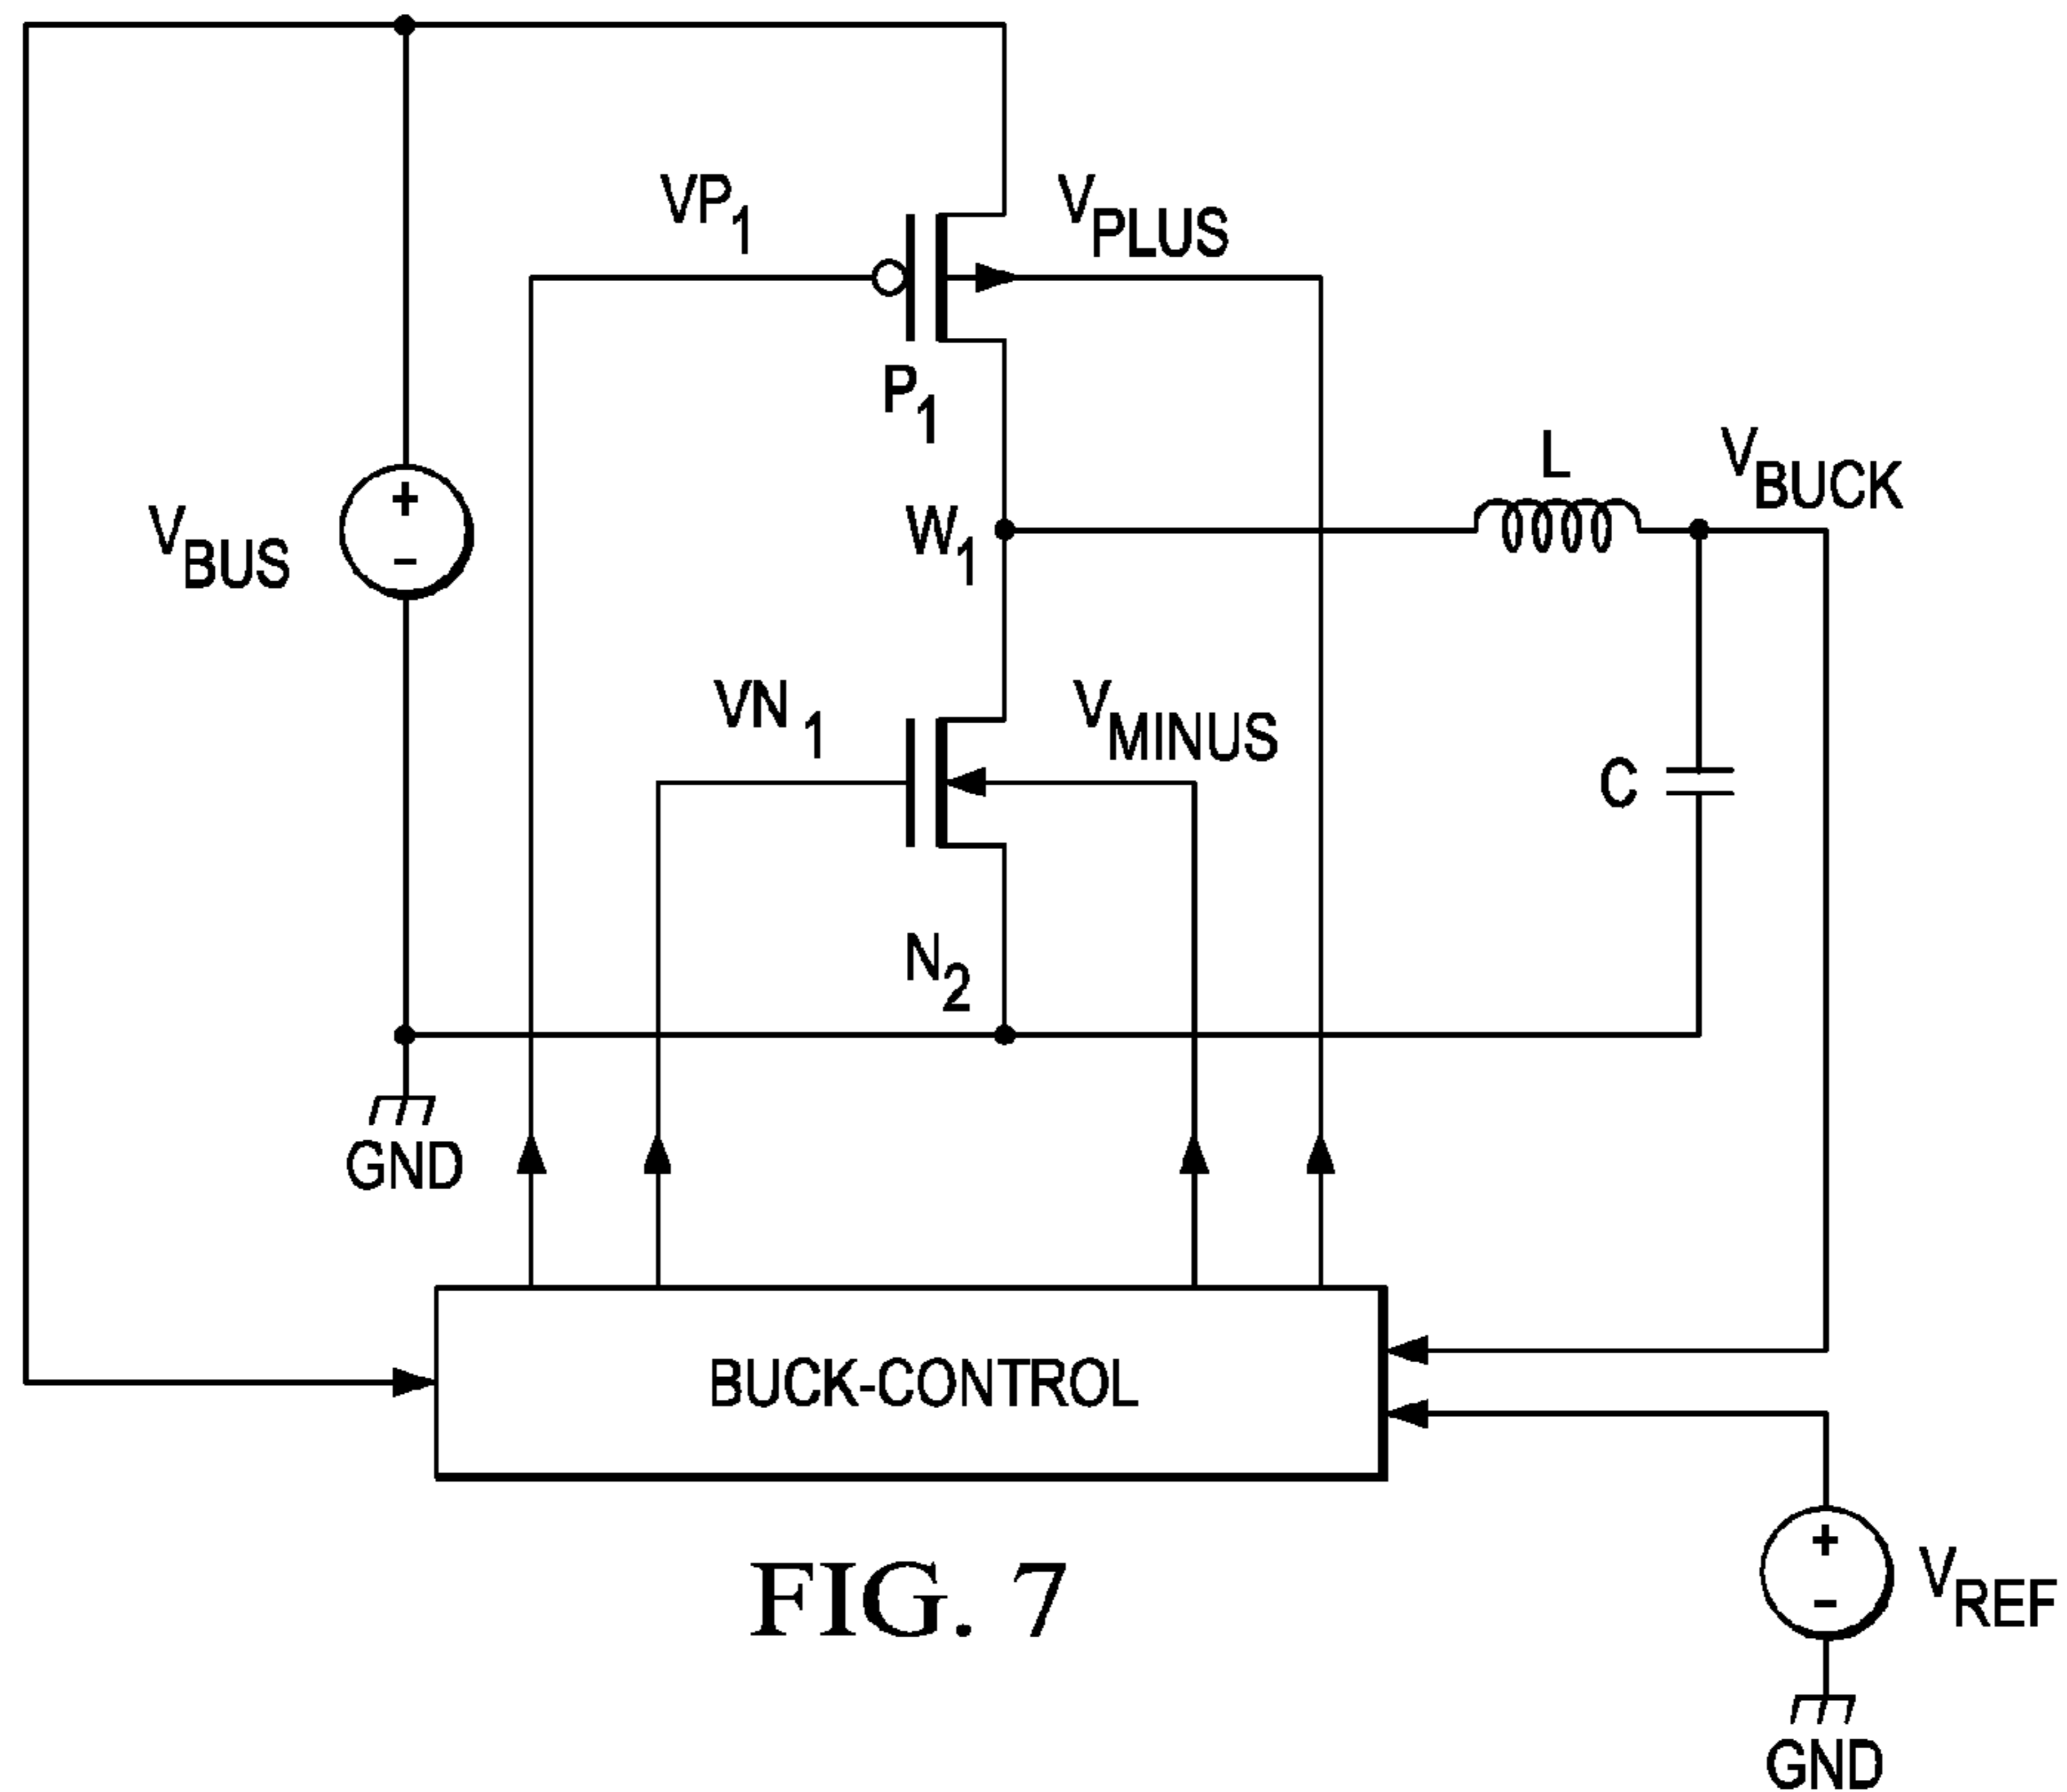 VP1
VPLUS
P1
L
VBUCK
VBUS
+
-
W1
VN1
VMINUS
C
N2
GND
BUCK-CONTROL
+
-
VREF
FIG. 7
GND